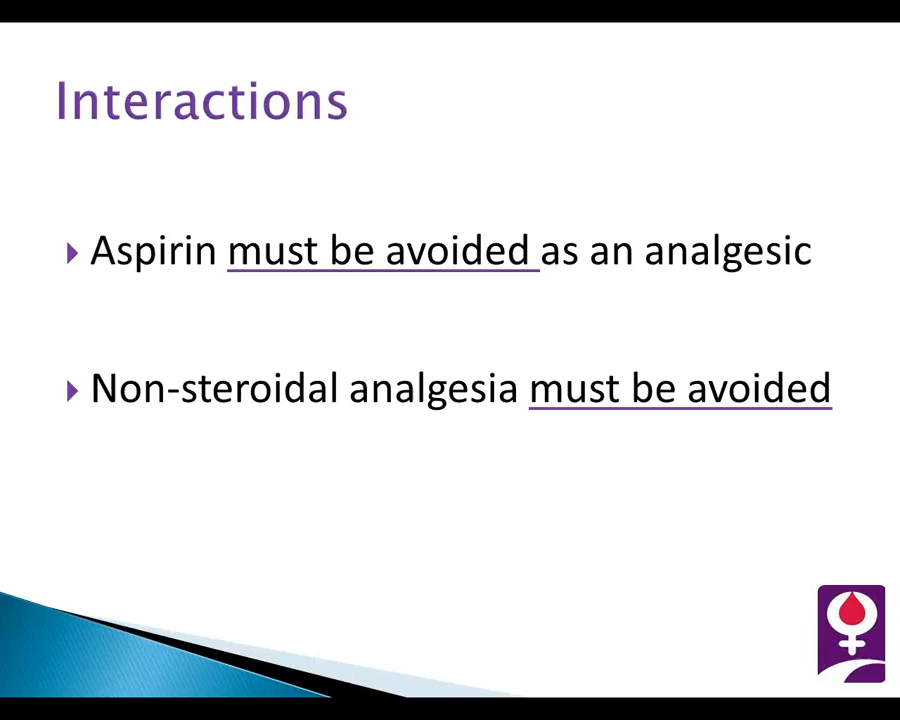 Interactions
Aspirin must be avoided as an analgesic
Non-steroidal analgesia must be avoided